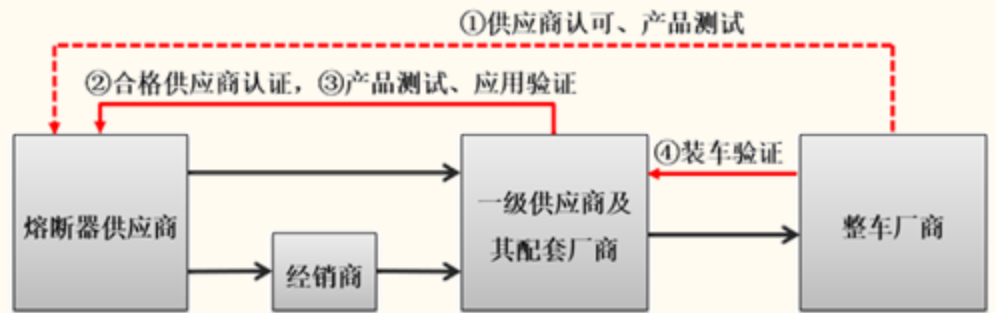 ①供应商认可、产品测试
②合格供应商认证，③产品测试、应用验证
④装车验证
熔断器供应商
经销商
一级供应商及
其配套厂商
整车厂商